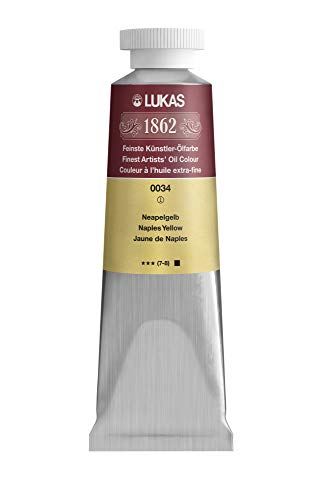 LUKAS
1862
Feinste Künstler-Ölfarbe
Finest Artists' Oil Colour
Couleur à l'huile extra-fine
0034
1
Neapelgelb
Naples Yellow
Jaune de Naples
★★★ (7-8) ■